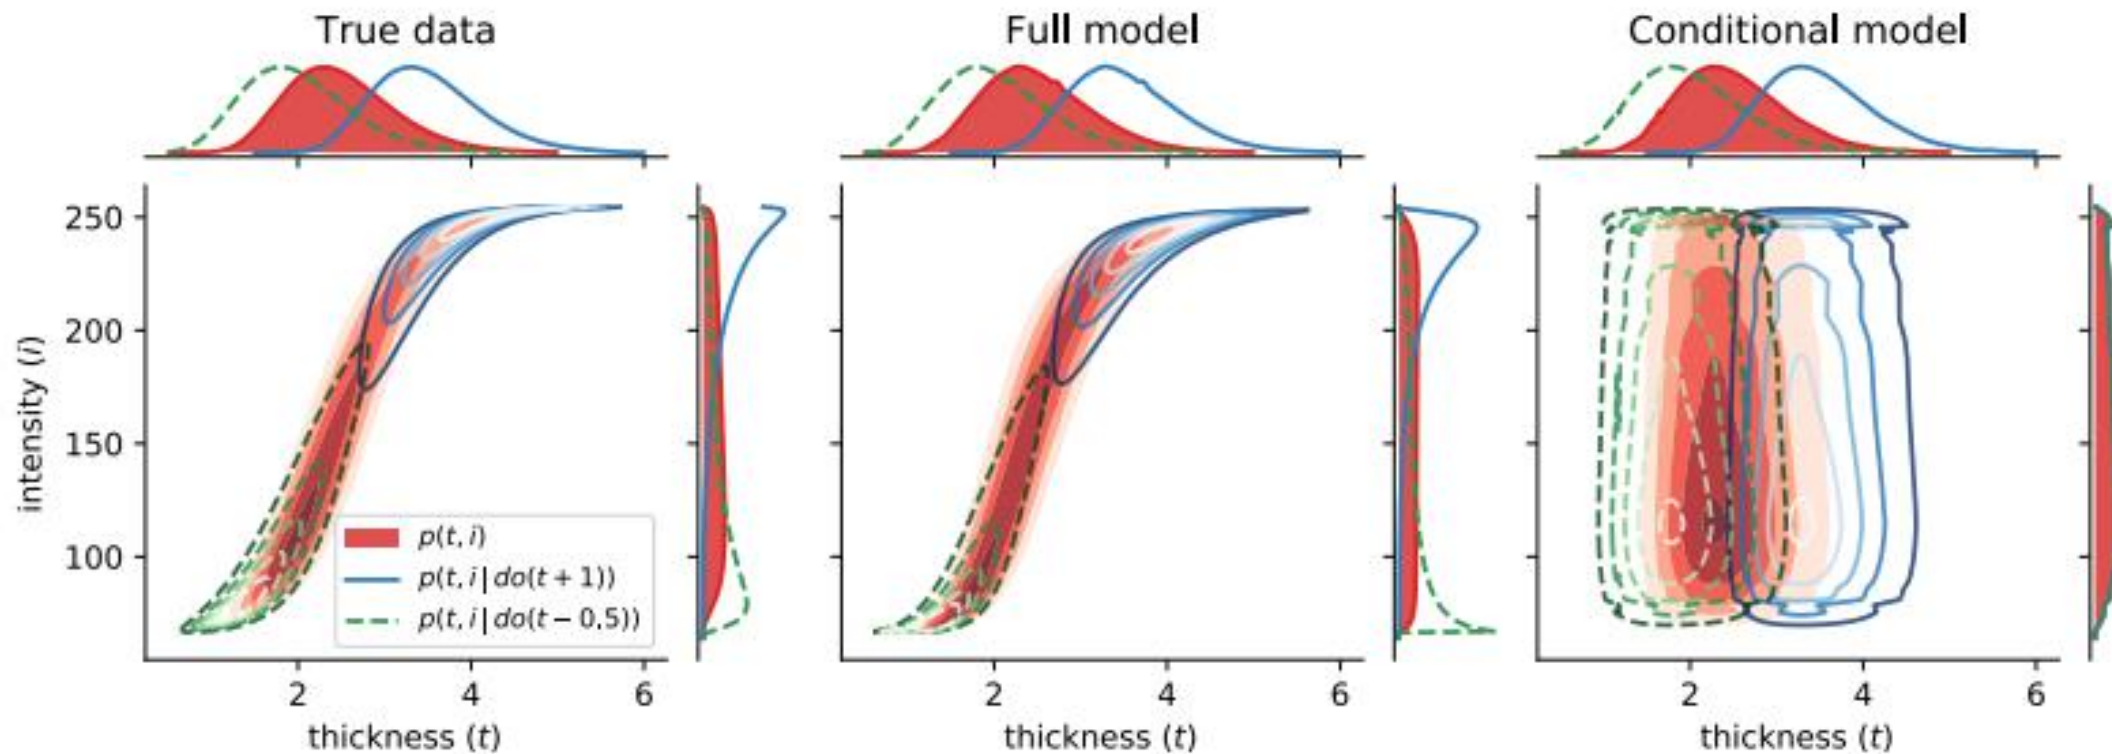 True data
Full model
Conditional model
intensity (i)
250
200
150
100
p(t, i)
p(t, i | do(t + 1))
p(t, i | do(t − 0.5))
2 4 6
2 4 6
2 4 6
thickness (t)
thickness (t)
thickness (t)